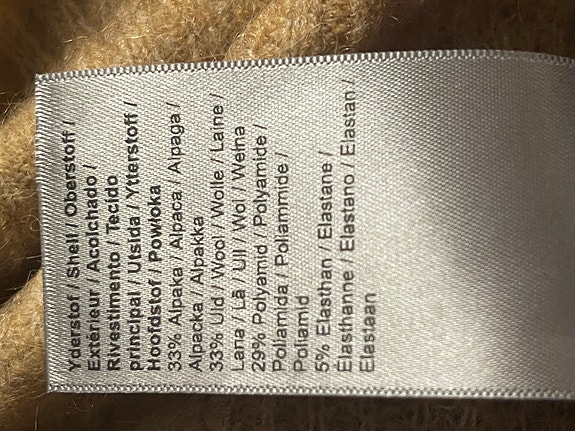 Yderstof / Shell / Oberstoff /
Extérieur / Acolchado /
Rivestimento / Tecido
principal / Utsida / Ytterstoff /
Hoofdstof / Powłoka
33% Alpaka / Alpaca / Alpaga /
Alpacka / Alpakka
33% Uld / Wool / Wolle / Laine /
Lana / Lã / Ull / Wol / Wełna
29% Polyamid / Polyamide /
Poliamida / Poliammide /
Poliamid
5% Elasthan / Elastane /
Élasthanne / Elastano / Elastan /
Elastaan